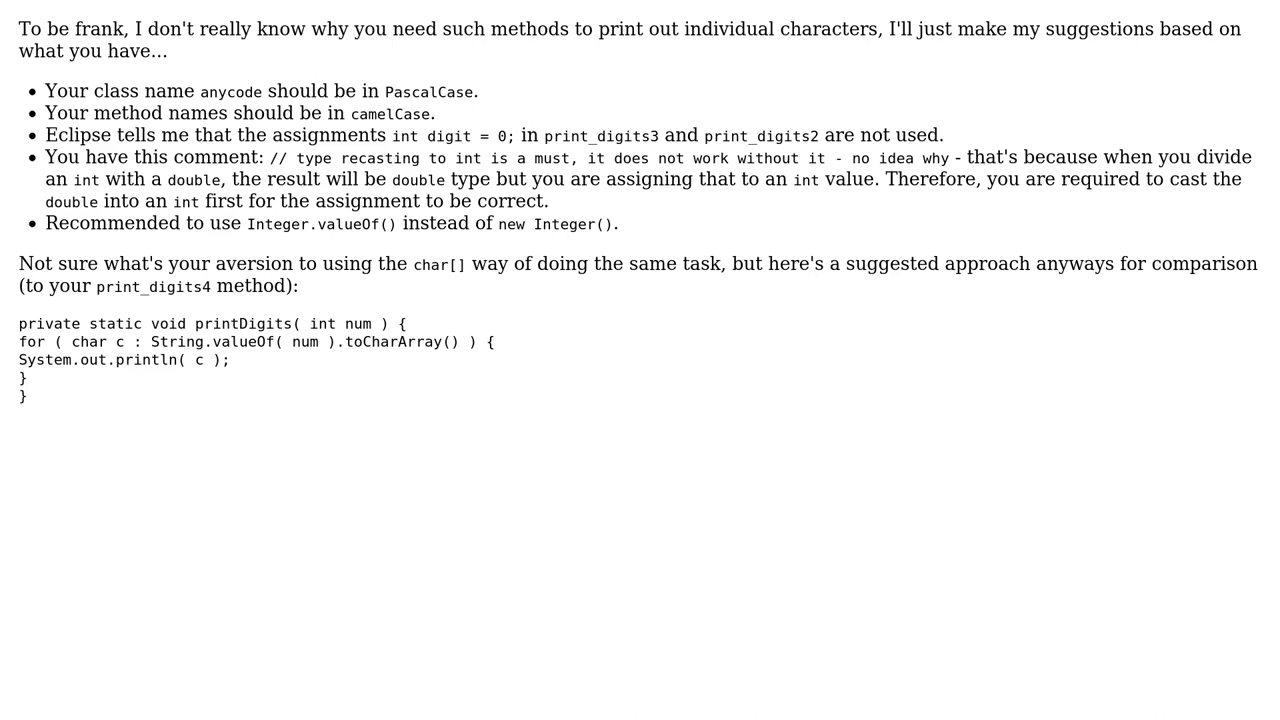 To be frank, I don't really know why you need such methods to print out individual characters, I'll just make my suggestions based on
what you have...
• Your class name anycode should be in PascalCase.
• Your method names should be in camelCase.
• Eclipse tells me that the assignments int digit = 0; in print_digits3 and print_digits2 are not used.
• You have this comment: // type recasting to int is a must, it does not work without it - no idea why - that's because when you divide
an int with a double, the result will be double type but you are assigning that to an int value. Therefore, you are required to cast the
double into an int first for the assignment to be correct.
• Recommended to use Integer.valueOf() instead of new Integer().
Not sure what's your aversion to using the char[] way of doing the same task, but here's a suggested approach anyways for comparison
(to your print_digits4 method):
private static void printDigits( int num ) {
for ( char c : String.valueOf( num ).toCharArray() ) {
System.out.println( c );
}
}